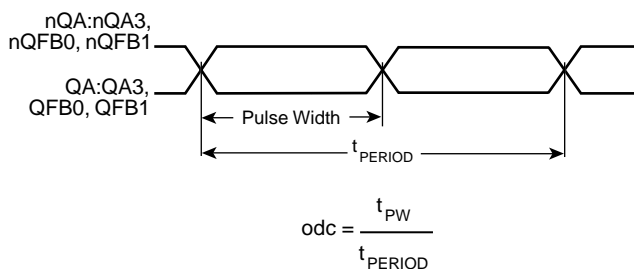 nQA:nQA3,
nQFB0, nQFB1
QA:QA3,
QFB0, QFB1
Pulse Width
tPERIOD
odc = tPW
tPERIOD